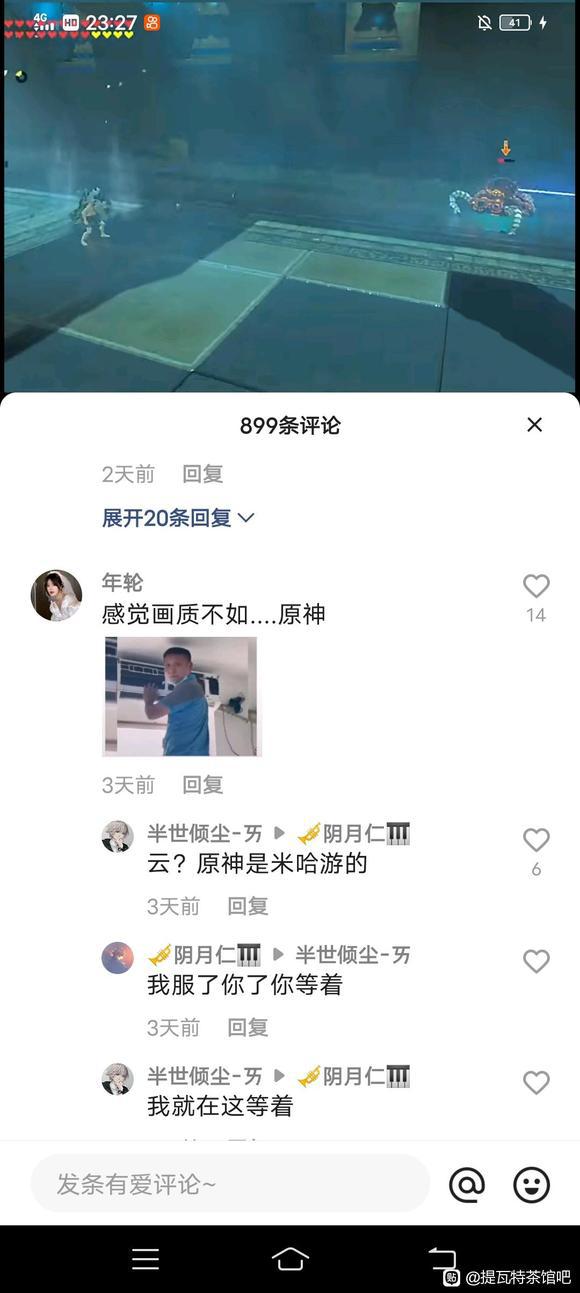 4G HD 23:27 41
899条评论
2天前 回复
展开20条回复
年轮
感觉画质不如....原神
14
3天前 回复
半世倾尘-ㄞ ▶ 🎺阴月仁🎹
云？原神是米哈游的
6
3天前 回复
🎺阴月仁🎹 ▶ 半世倾尘-ㄞ
我服了你了你等着
3天前 回复
半世倾尘-ㄞ ▶ 🎺阴月仁🎹
我就在这等着
发条有爱评论~
@
贴 @提瓦特茶馆吧